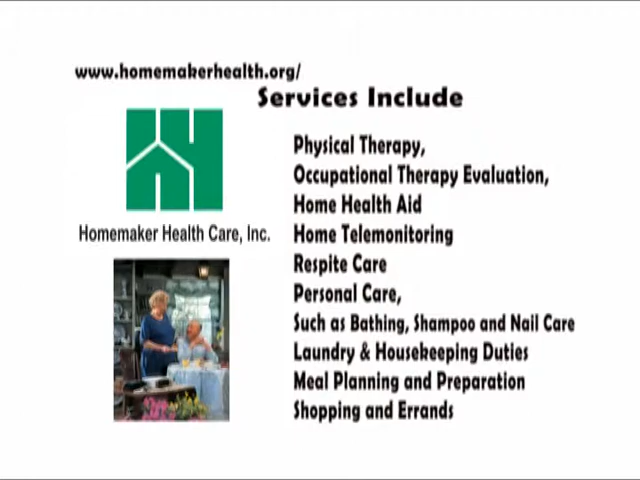 www.homemakerhealth.org/
Services Include
Homemaker Health Care, Inc.
Physical Therapy,
Occupational Therapy Evaluation,
Home Health Aid
Home Telemonitoring
Respite Care
Personal Care,
Such as Bathing, Shampoo and Nail Care
Laundry & Housekeeping Duties
Meal Planning and Preparation
Shopping and Errands